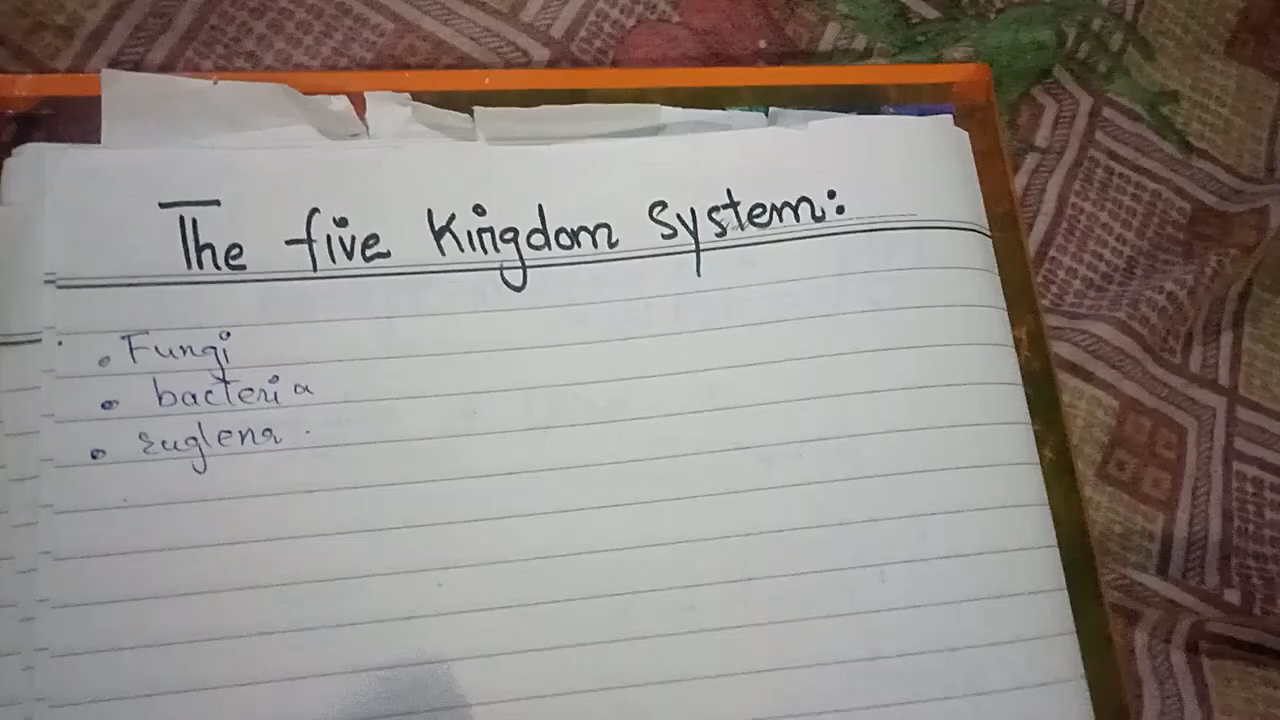 The five Kingdom System:
. Fungi
. bacteria
. euglena .